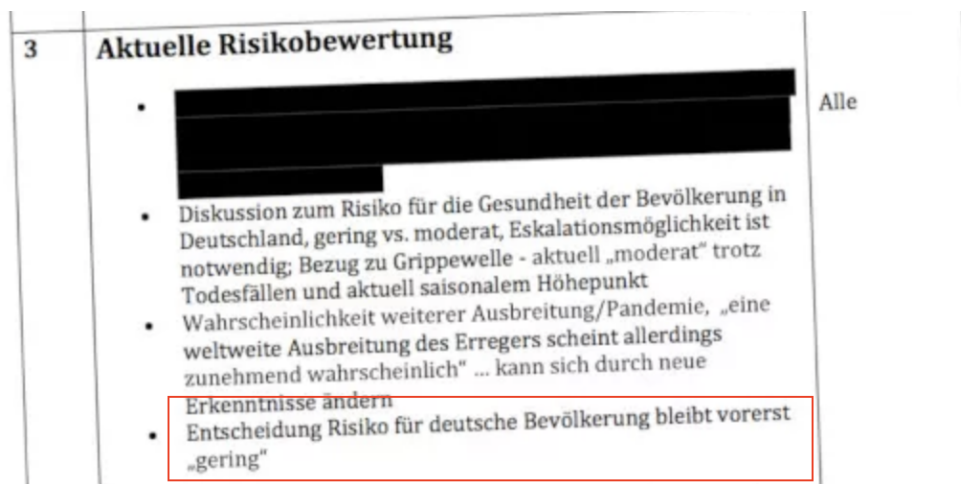 3 Aktuelle Risikobewertung
Alle
• Diskussion zum Risiko für die Gesundheit der Bevölkerung in
Deutschland, gering vs. moderat, Eskalationsmöglichkeit ist
notwendig; Bezug zu Grippewelle - aktuell „moderat“ trotz
Todesfällen und aktuell saisonalem Höhepunkt
• Wahrscheinlichkeit weiterer Ausbreitung/Pandemie, „eine
weltweite Ausbreitung des Erregers scheint allerdings
zunehmend wahrscheinlich“ ... kann sich durch neue
Erkenntnisse ändern
• Entscheidung Risiko für deutsche Bevölkerung bleibt vorerst
„gering“